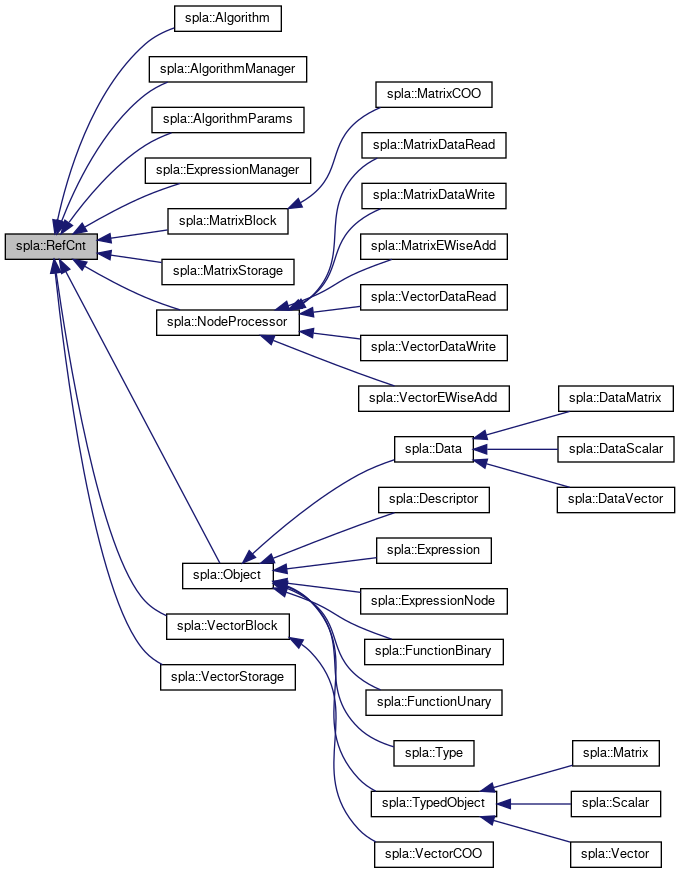 spla::RefCnt
spla::Algorithm
spla::AlgorithmManager
spla::AlgorithmParams
spla::ExpressionManager
spla::MatrixBlock
spla::MatrixStorage
spla::NodeProcessor
spla::Object
spla::VectorBlock
spla::VectorStorage
spla::MatrixCOO
spla::MatrixDataRead
spla::MatrixDataWrite
spla::MatrixEWiseAdd
spla::VectorDataRead
spla::VectorDataWrite
spla::VectorEWiseAdd
spla::Data
spla::Descriptor
spla::Expression
spla::ExpressionNode
spla::FunctionBinary
spla::FunctionUnary
spla::Type
spla::TypedObject
spla::VectorCOO
spla::DataMatrix
spla::DataScalar
spla::DataVector
spla::Matrix
spla::Scalar
spla::Vector